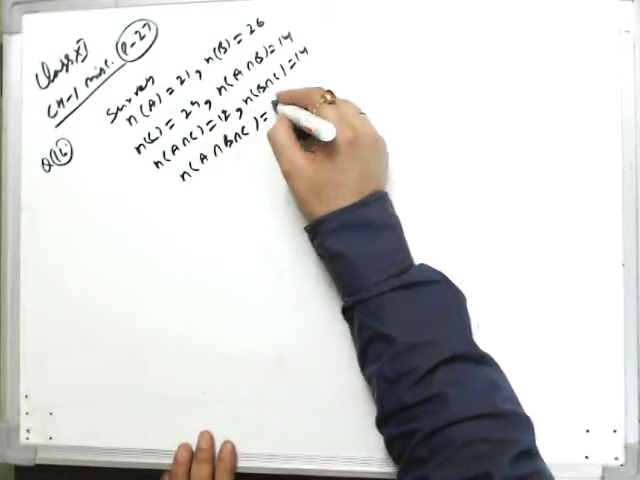 Class XI
CH-1 misc. P-27
Q 16
Survey
n(A) = 21, n(B) = 26
n(C) = 29, n(A∩B) = 14
n(A∩C) = 12, n(B∩C) = 14
n(A∩B∩C) =